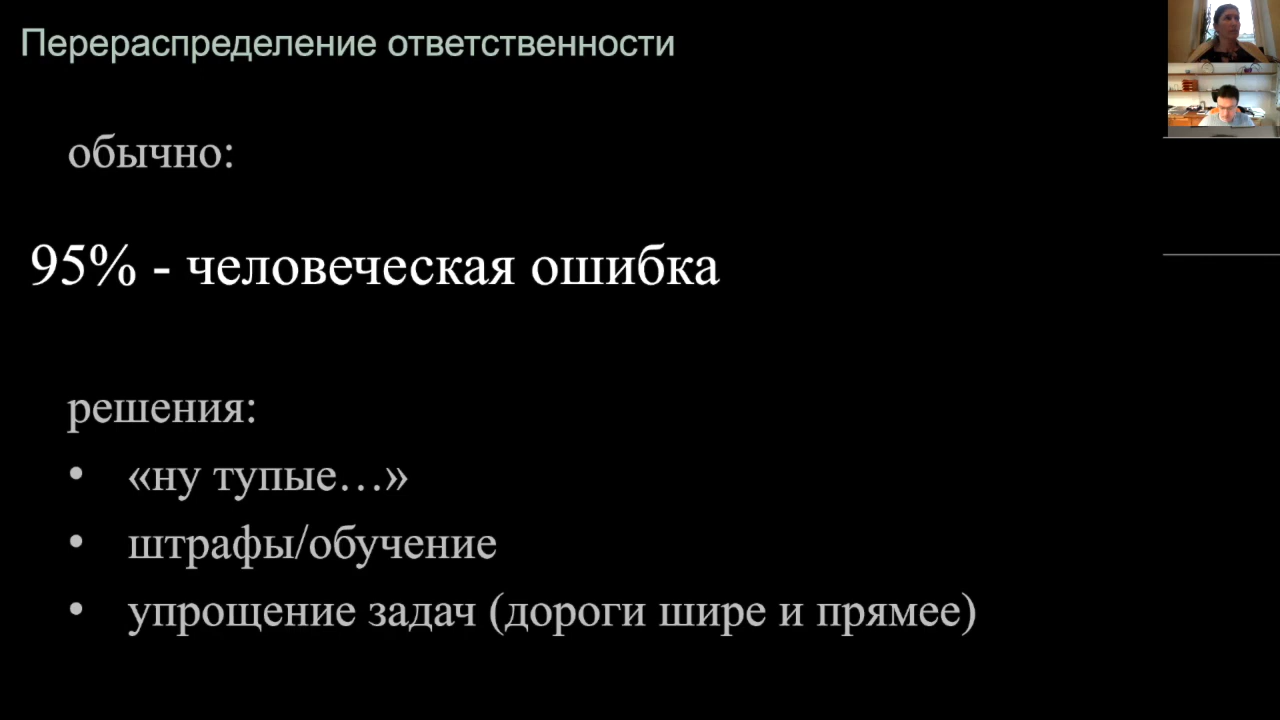 Перераспределение ответственности
обычно:
95% - человеческая ошибка
решения:
• «ну тупые…»
• штрафы/обучение
• упрощение задач (дороги шире и прямее)